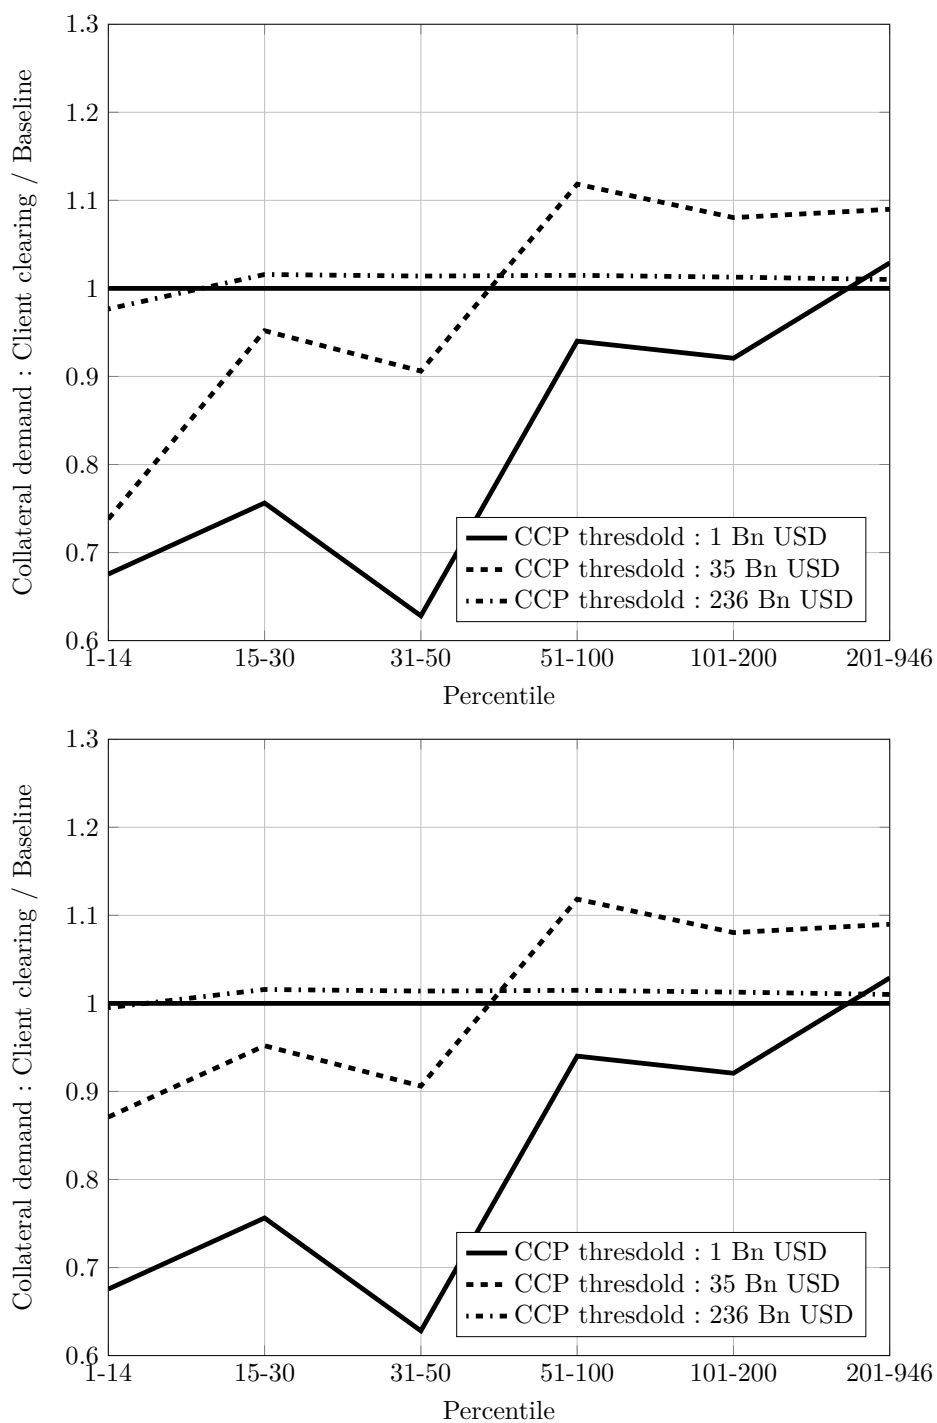 1.3
1.2
1.1
1
0.9
0.8
0.7
0.6
Collateral demand : Client clearing / Baseline
CCP thresdold : 1 Bn USD
CCP thresdold : 35 Bn USD
CCP thresdold : 236 Bn USD
1-14 15-30 31-50 51-100 101-200 201-946
Percentile
1.3
1.2
1.1
1
0.9
0.8
0.7
0.6
Collateral demand : Client clearing / Baseline
CCP thresdold : 1 Bn USD
CCP thresdold : 35 Bn USD
CCP thresdold : 236 Bn USD
1-14 15-30 31-50 51-100 101-200 201-946
Percentile